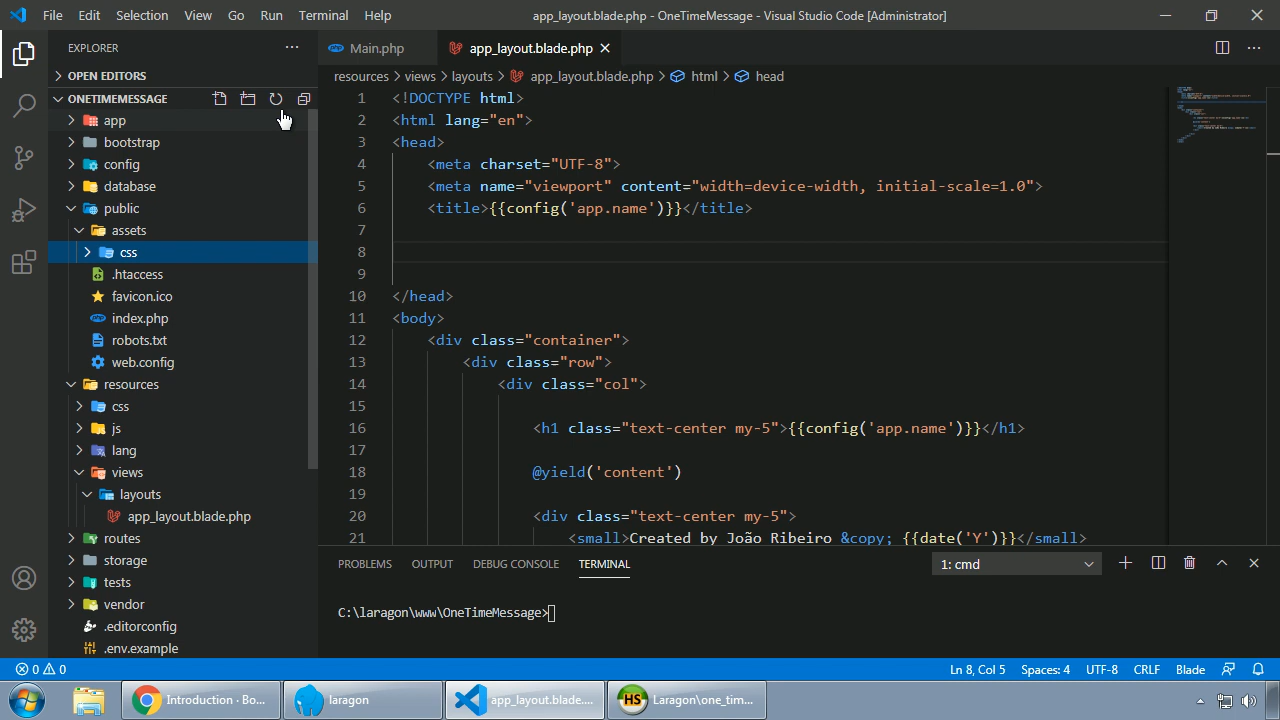 File Edit Selection View Go Run Terminal Help
app_layout.blade.php - OneTimeMessage - Visual Studio Code [Administrator]
EXPLORER
OPEN EDITORS
ONETIMEMESSAGE
app
bootstrap
config
database
public
assets
css
.htaccess
favicon.ico
index.php
robots.txt
web.config
resources
css
js
lang
views
layouts
app_layout.blade.php
routes
storage
tests
vendor
.editorconfig
.env.example
Main.php
app_layout.blade.php
resources > views > layouts > app_layout.blade.php > html > head
1 <!DOCTYPE html>
2 <html lang="en">
3 <head>
4 <meta charset="UTF-8">
5 <meta name="viewport" content="width=device-width, initial-scale=1.0">
6 <title>{{config('app.name')}}</title>
7
8
9
10 </head>
11 <body>
12 <div class="container">
13 <div class="row">
14 <div class="col">
15
16 <h1 class="text-center my-5">{{config('app.name')}}</h1>
17
18 @yield('content')
19
20 <div class="text-center my-5">
21 <small>Created by João Ribeiro &copy; {{date('Y')}}</small>
PROBLEMS OUTPUT DEBUG CONSOLE TERMINAL
1: cmd
C:\laragon\www\OneTimeMessage>
0 0
Ln 8, Col 5 Spaces: 4 UTF-8 CRLF Blade
Introduction · Bo...
laragon
app_layout.blade....
HS
Laragon\one_tim...